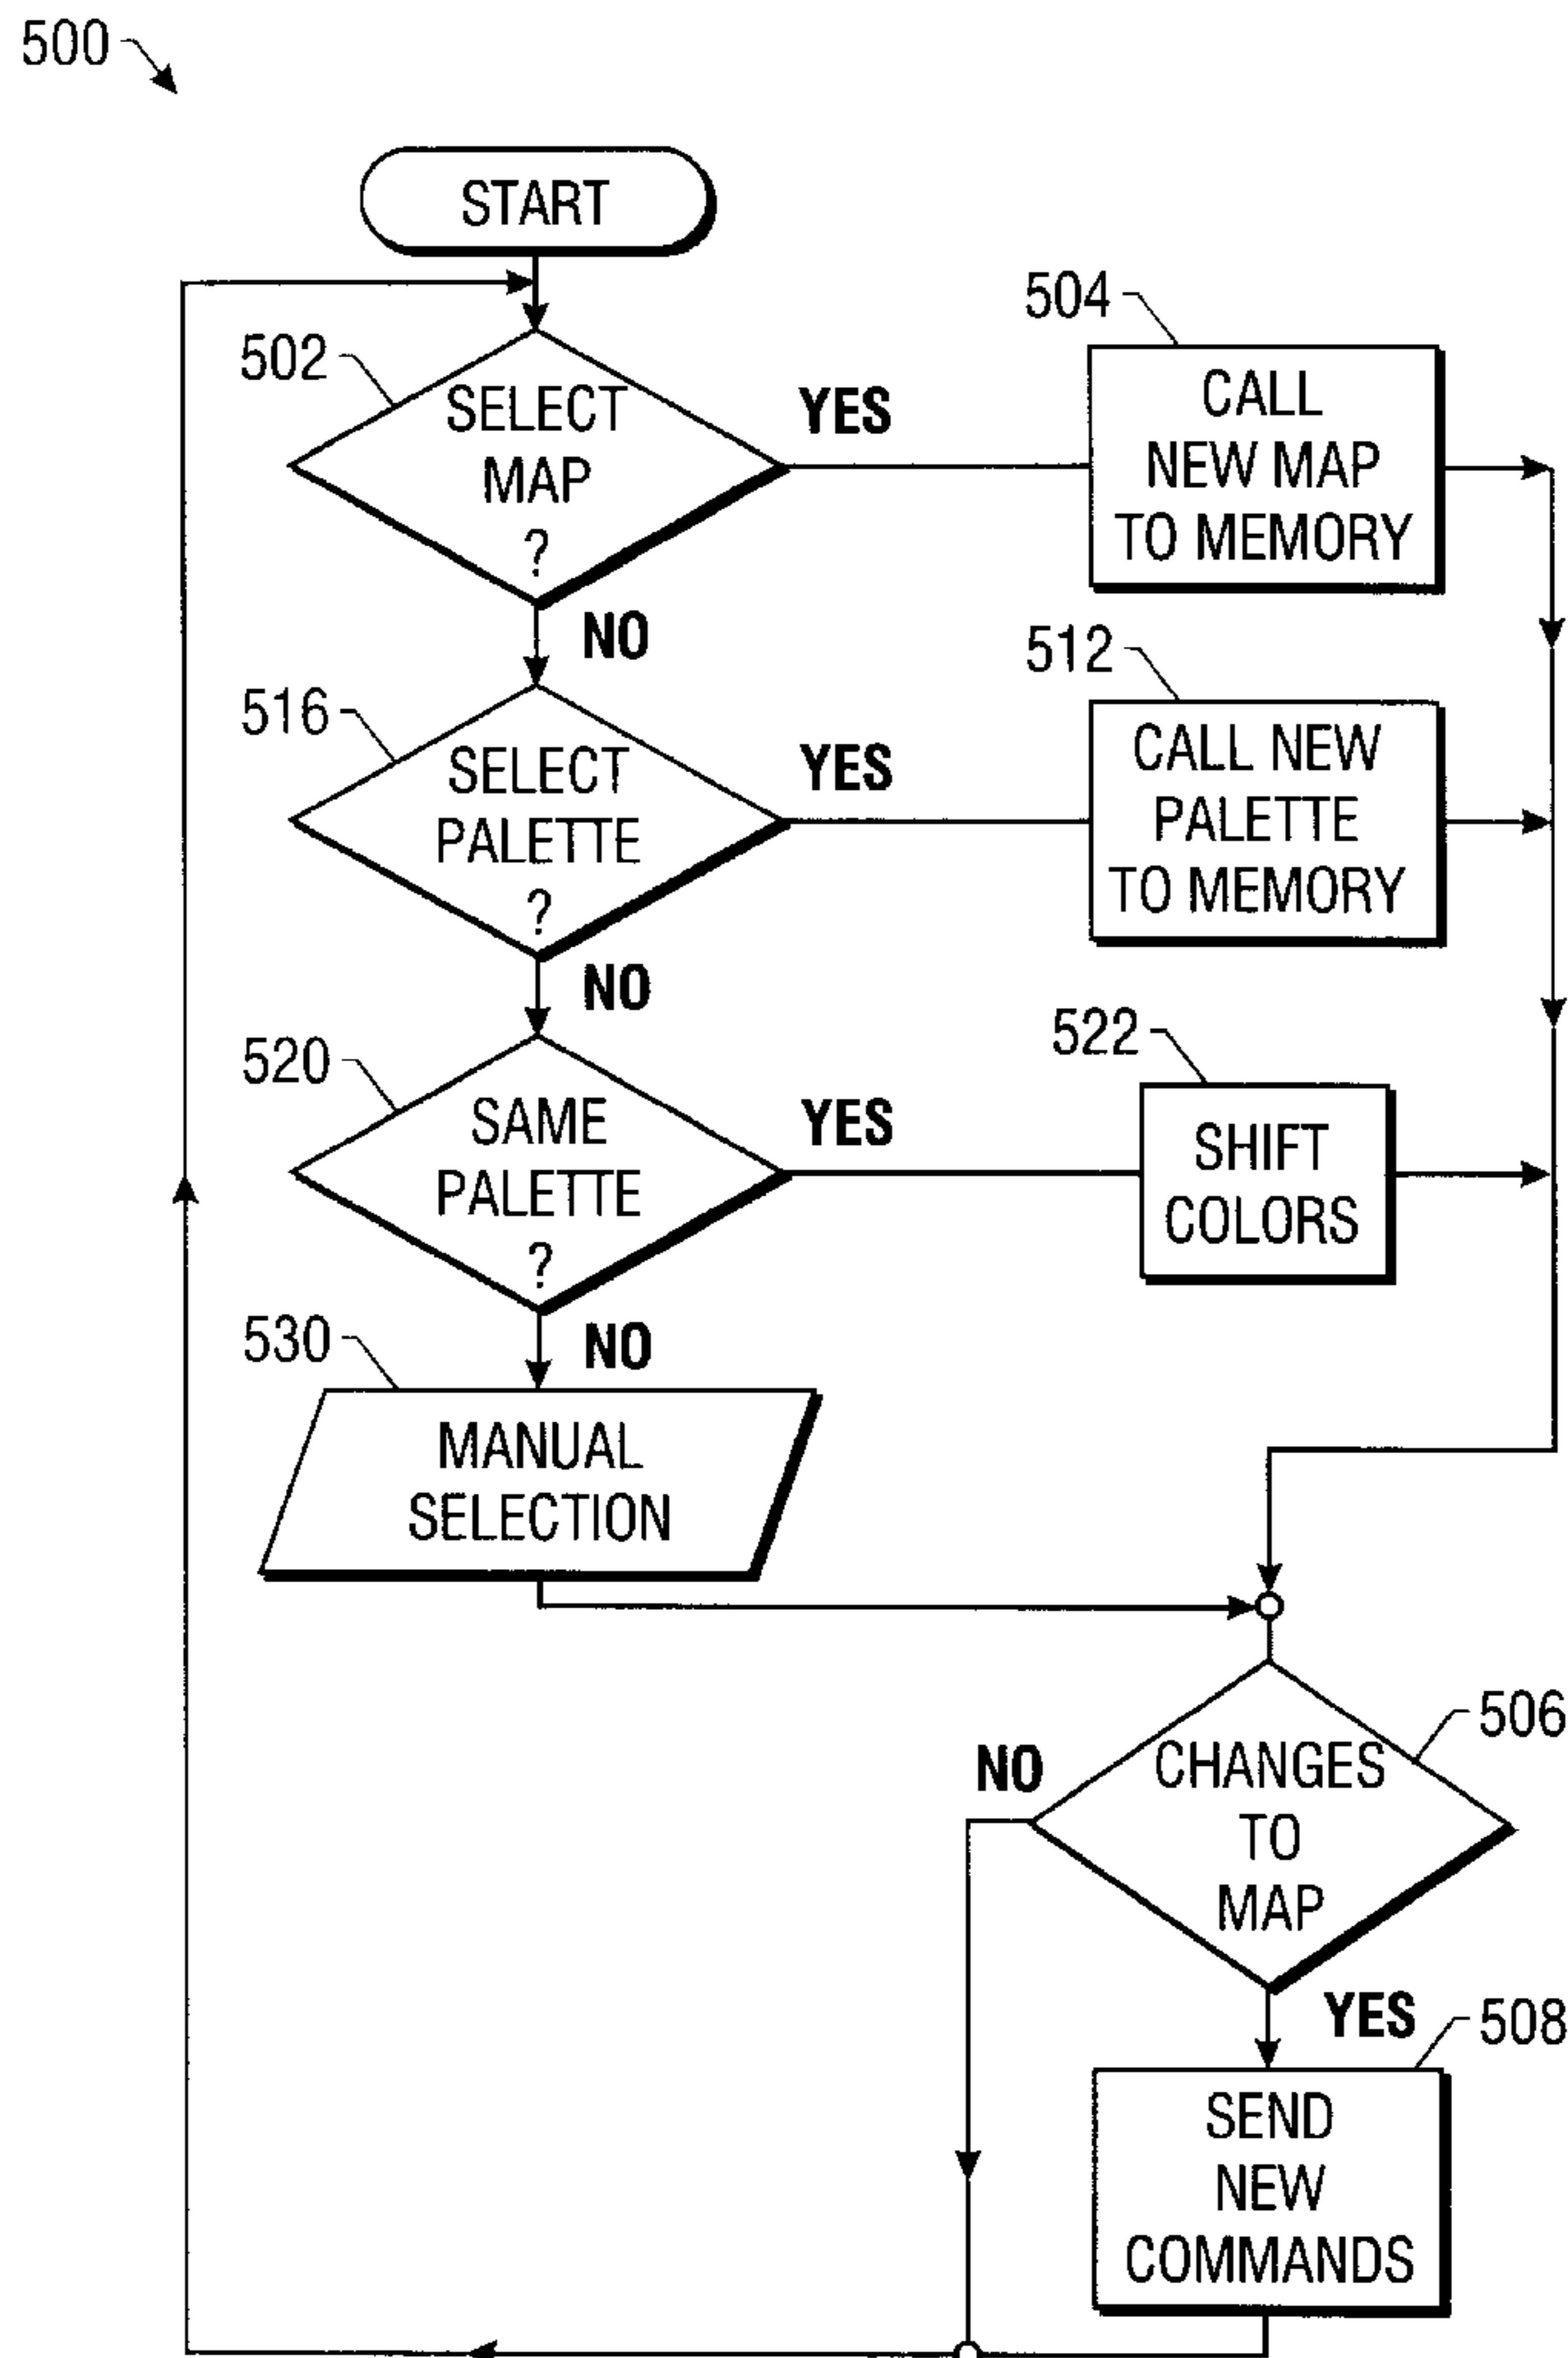 500
START
502
SELECT
MAP
?
YES
504
CALL
NEW MAP
TO MEMORY
NO
516
SELECT
PALETTE
?
YES
512
CALL NEW
PALETTE
TO MEMORY
NO
520
SAME
PALETTE
?
YES
522
SHIFT
COLORS
NO
530
MANUAL
SELECTION
506
CHANGES
TO
MAP
NO
YES
508
SEND
NEW
COMMANDS